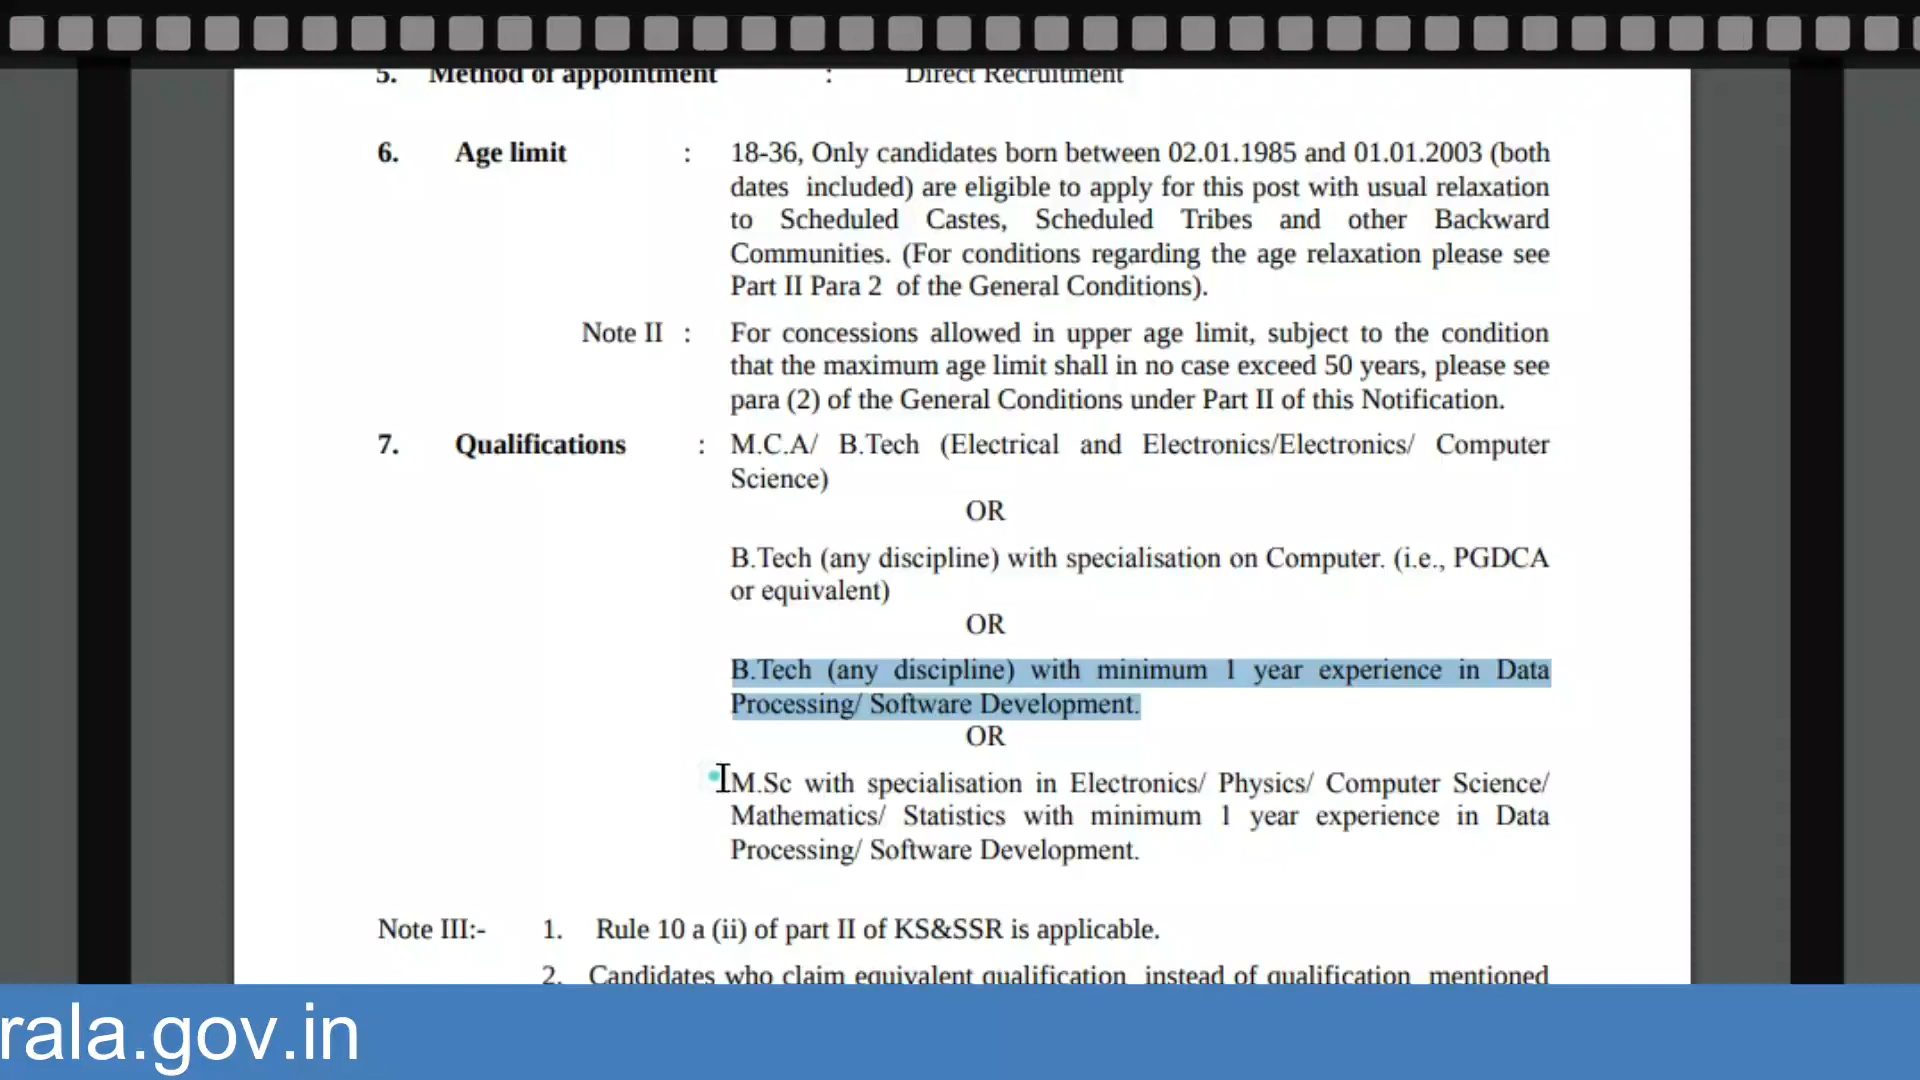 5. Method of appointment : Direct Recruitment
6. Age limit : 18-36, Only candidates born between 02.01.1985 and 01.01.2003 (both
dates included) are eligible to apply for this post with usual relaxation
to Scheduled Castes, Scheduled Tribes and other Backward
Communities. (For conditions regarding the age relaxation please see
Part II Para 2 of the General Conditions).
Note II : For concessions allowed in upper age limit, subject to the condition
that the maximum age limit shall in no case exceed 50 years, please see
para (2) of the General Conditions under Part II of this Notification.
7. Qualifications : M.C.A/ B.Tech (Electrical and Electronics/Electronics/ Computer
Science)
OR
B.Tech (any discipline) with specialisation on Computer. (i.e., PGDCA
or equivalent)
OR
B.Tech (any discipline) with minimum 1 year experience in Data
Processing/ Software Development.
OR
M.Sc with specialisation in Electronics/ Physics/ Computer Science/
Mathematics/ Statistics with minimum 1 year experience in Data
Processing/ Software Development.
Note III:- 1. Rule 10 a (ii) of part II of KS&SSR is applicable.
2. Candidates who claim equivalent qualification instead of qualification mentioned
rala.gov.in